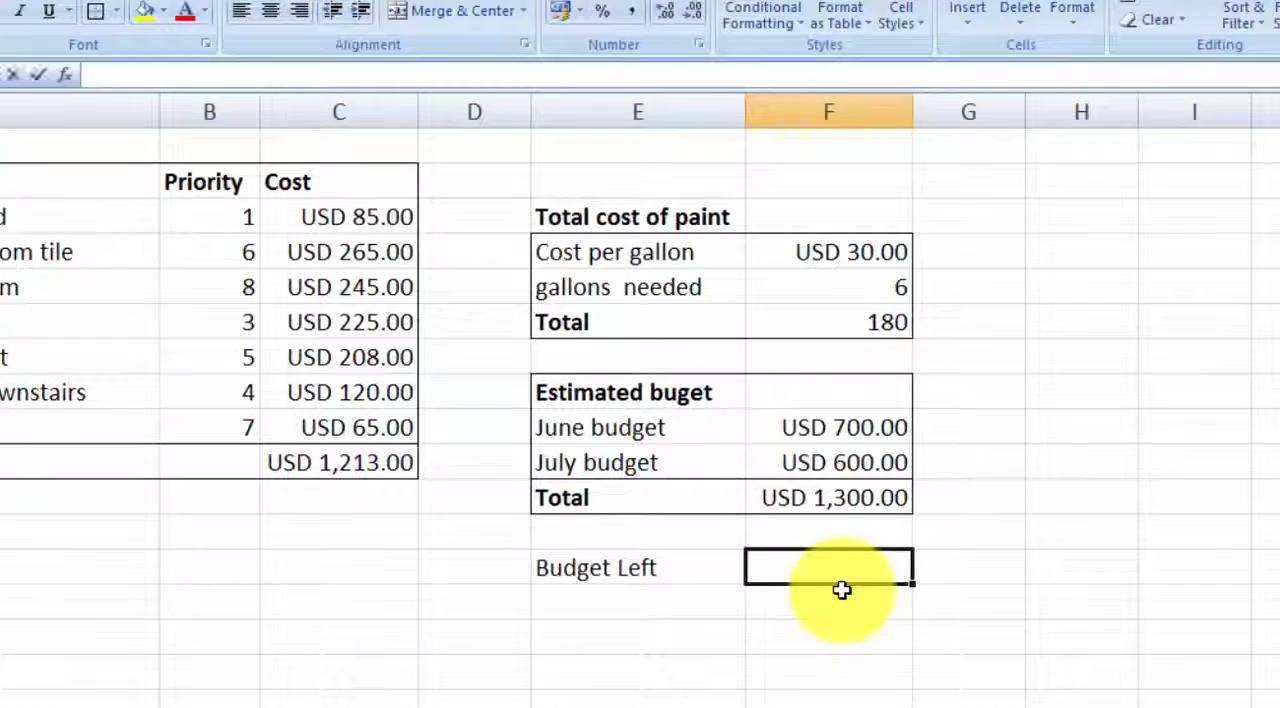 I U A Merge & Center % , Conditional Format Cell Insert Delete Format Sort &
Formatting as Table Styles Clear Filter
Font Alignment Number Styles Cells Editing
fx
B C D E F G H I
Priority Cost
d 1 USD 85.00 Total cost of paint
om tile 6 USD 265.00 Cost per gallon USD 30.00
m 8 USD 245.00 gallons needed 6
3 USD 225.00 Total 180
t 5 USD 208.00
wnstairs 4 USD 120.00 Estimated buget
7 USD 65.00 June budget USD 700.00
USD 1,213.00 July budget USD 600.00
Total USD 1,300.00
Budget Left